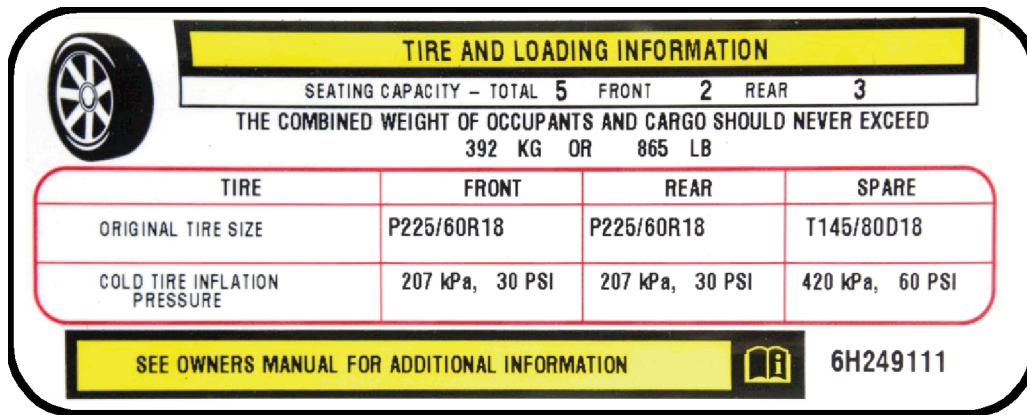 TIRE AND LOADING INFORMATION
SEATING CAPACITY – TOTAL 5 FRONT 2 REAR 3
THE COMBINED WEIGHT OF OCCUPANTS AND CARGO SHOULD NEVER EXCEED
392 KG OR 865 LB
TIRE FRONT REAR SPARE
ORIGINAL TIRE SIZE P225/60R18 P225/60R18 T145/80D18
COLD TIRE INFLATION PRESSURE 207 kPa, 30 PSI 207 kPa, 30 PSI 420 kPa, 60 PSI
SEE OWNERS MANUAL FOR ADDITIONAL INFORMATION i 6H249111